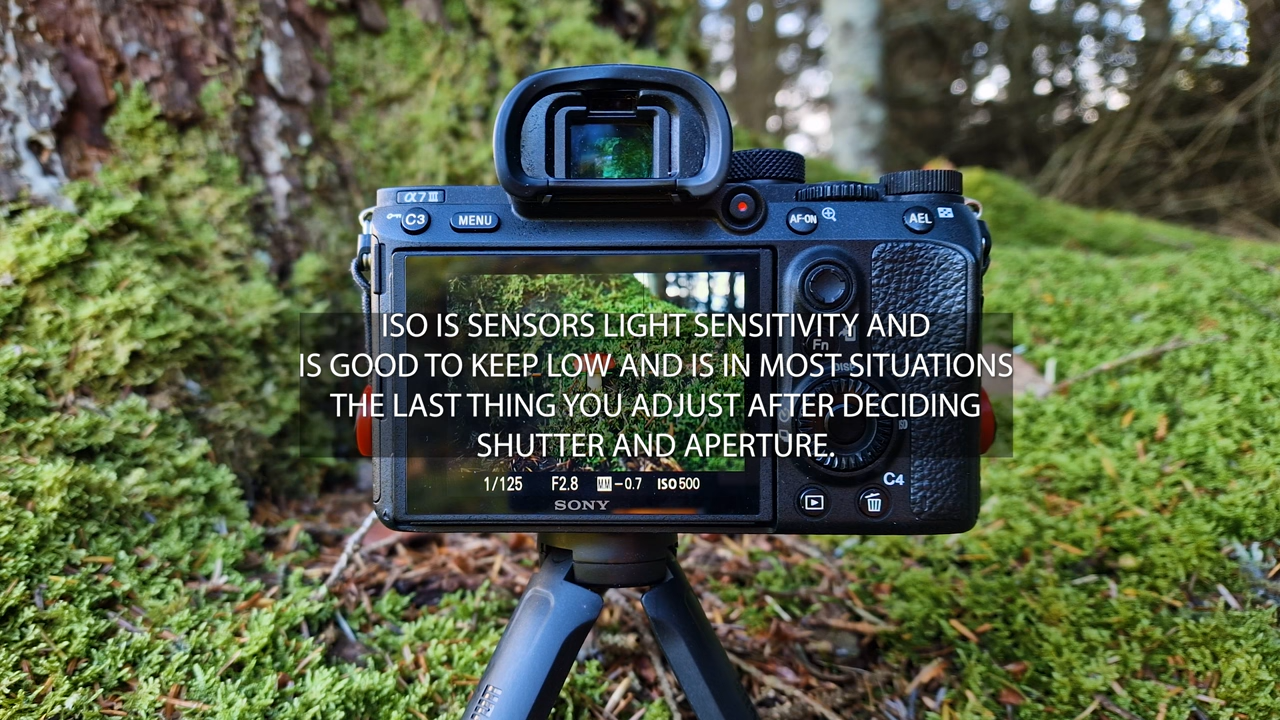 α7III
C3 MENU AF-ON AEL
ISO IS SENSORS LIGHT SENSITIVITY AND
Fn
IS GOOD TO KEEP LOW AND IS IN MOST SITUATIONS
DISP
THE LAST THING YOU ADJUST AFTER DECIDING
SHUTTER AND APERTURE.
1/125 F2.8 MM -0.7 ISO 500
C4
SONY